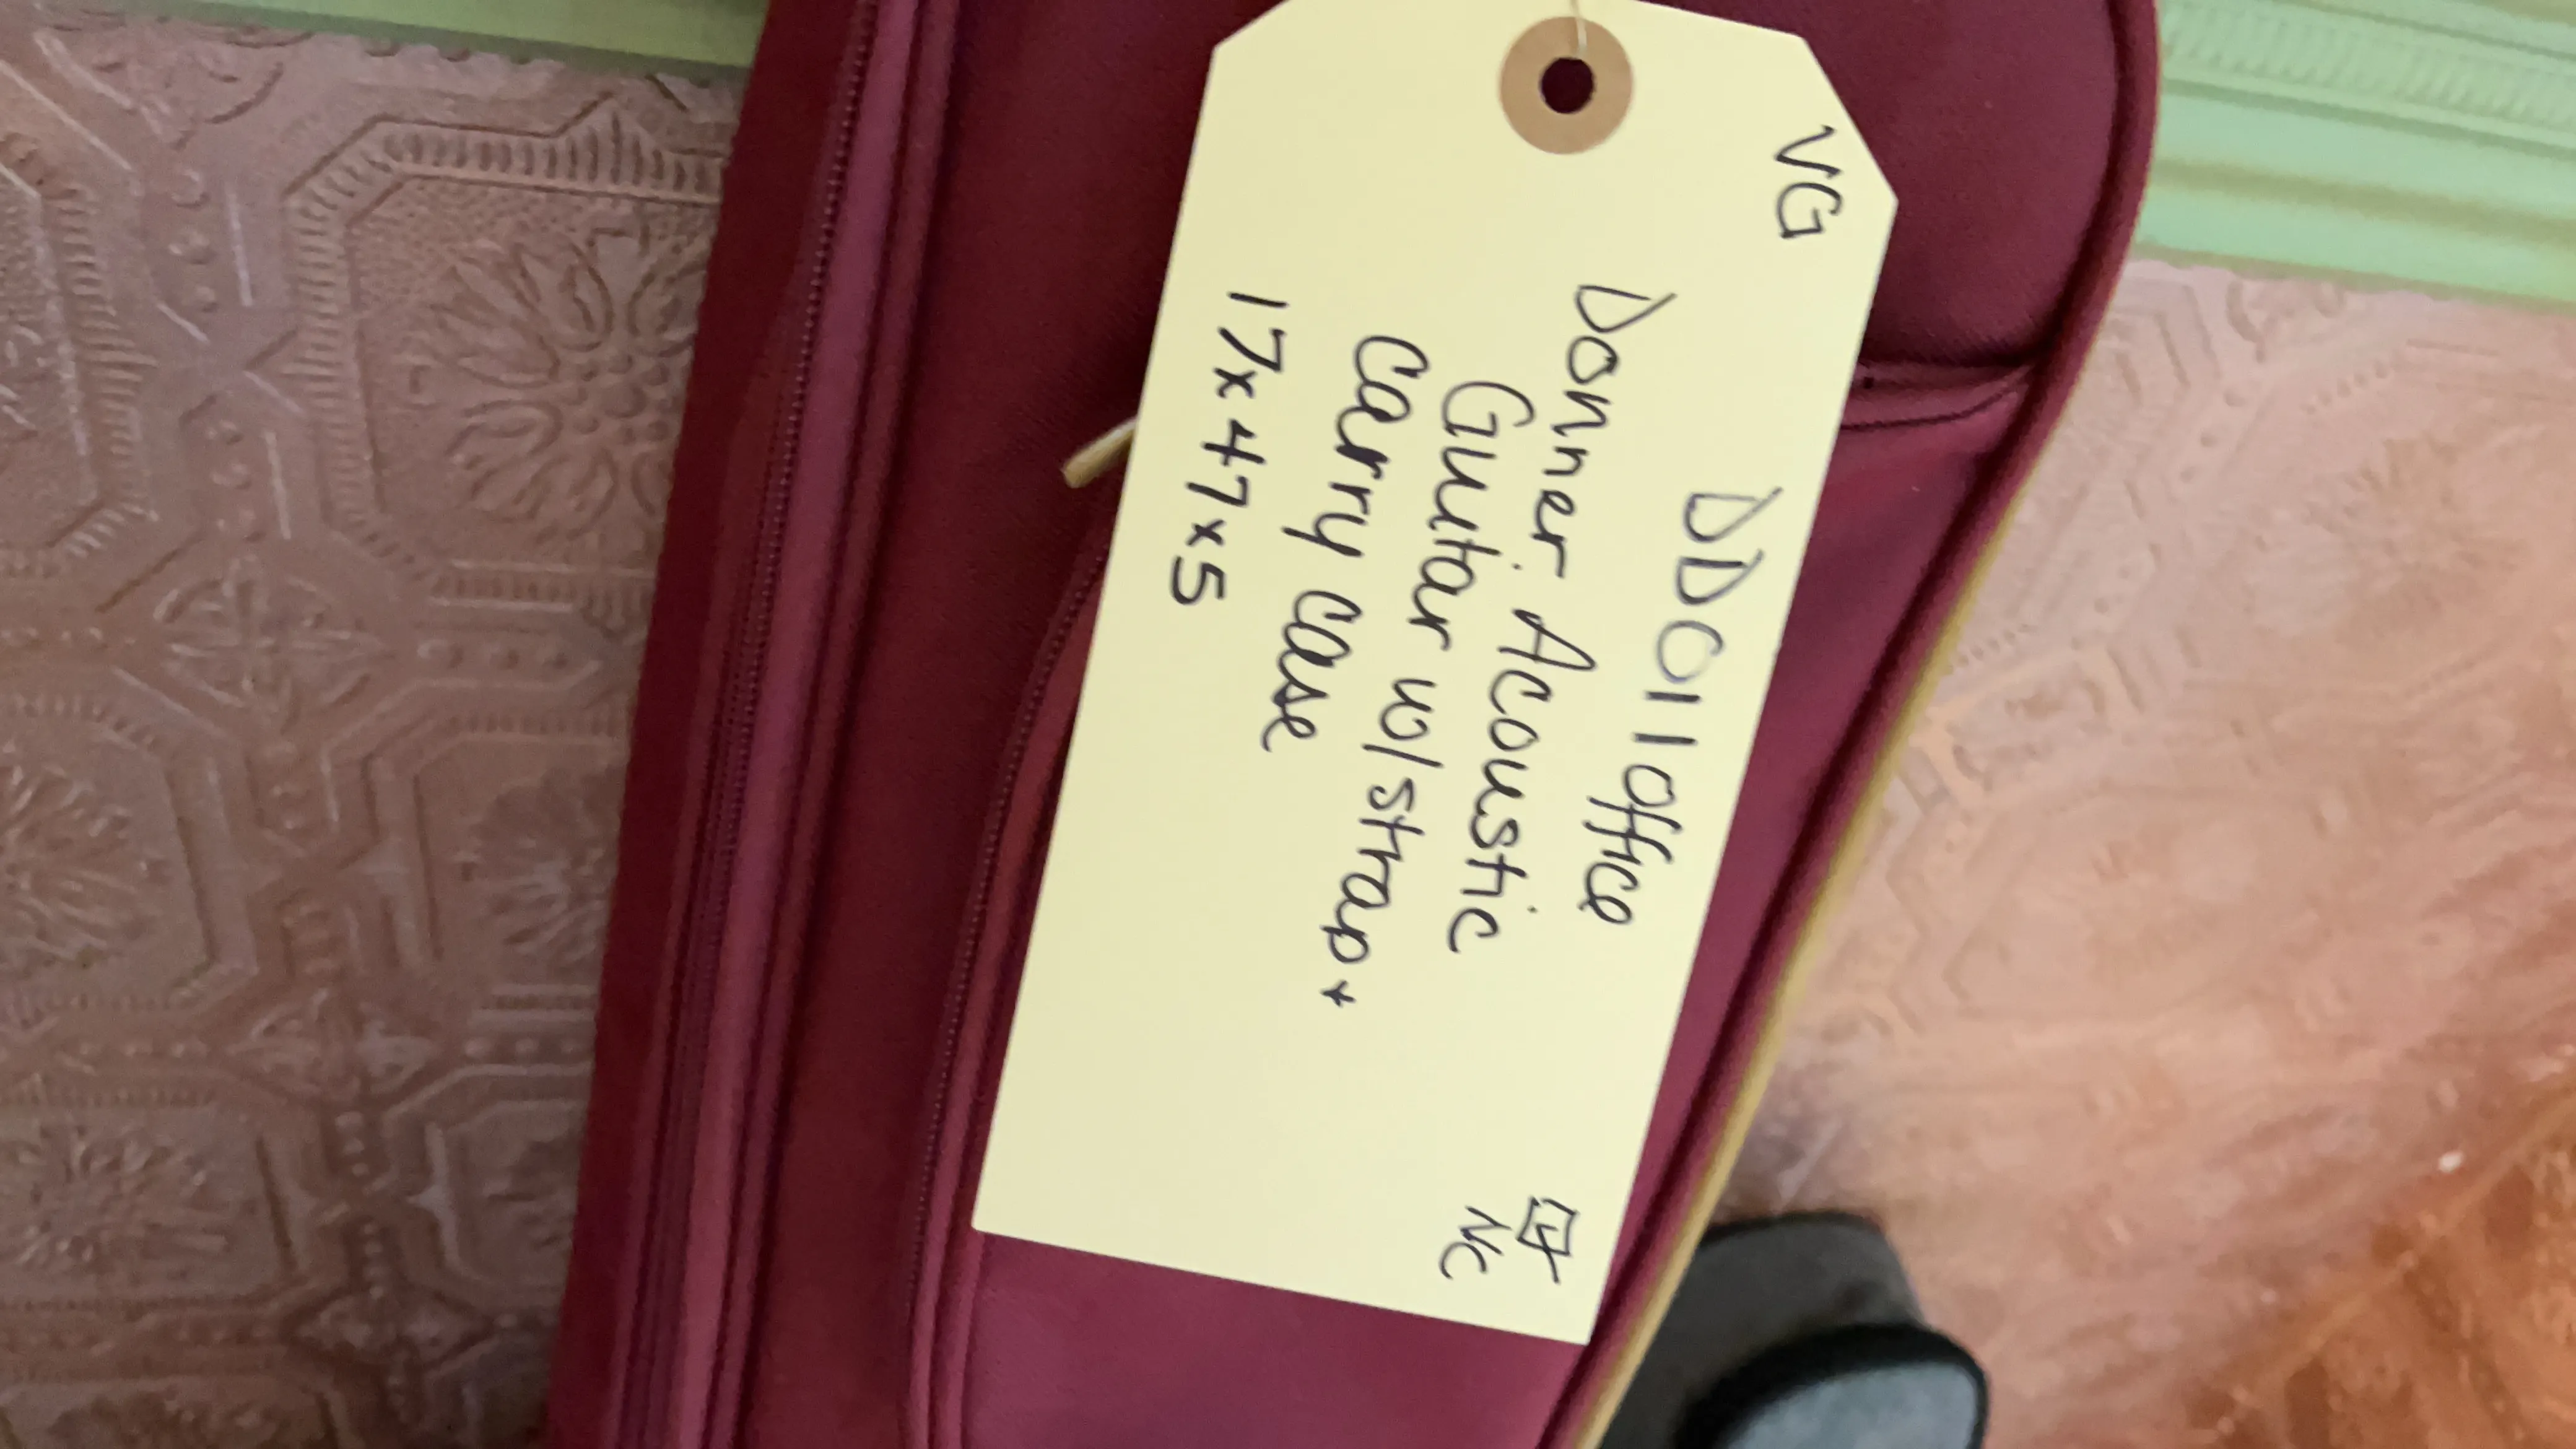 VG
DD011 Office
Donner Acoustic
Guitar w/strap +
Carry case
17x47x5
NC